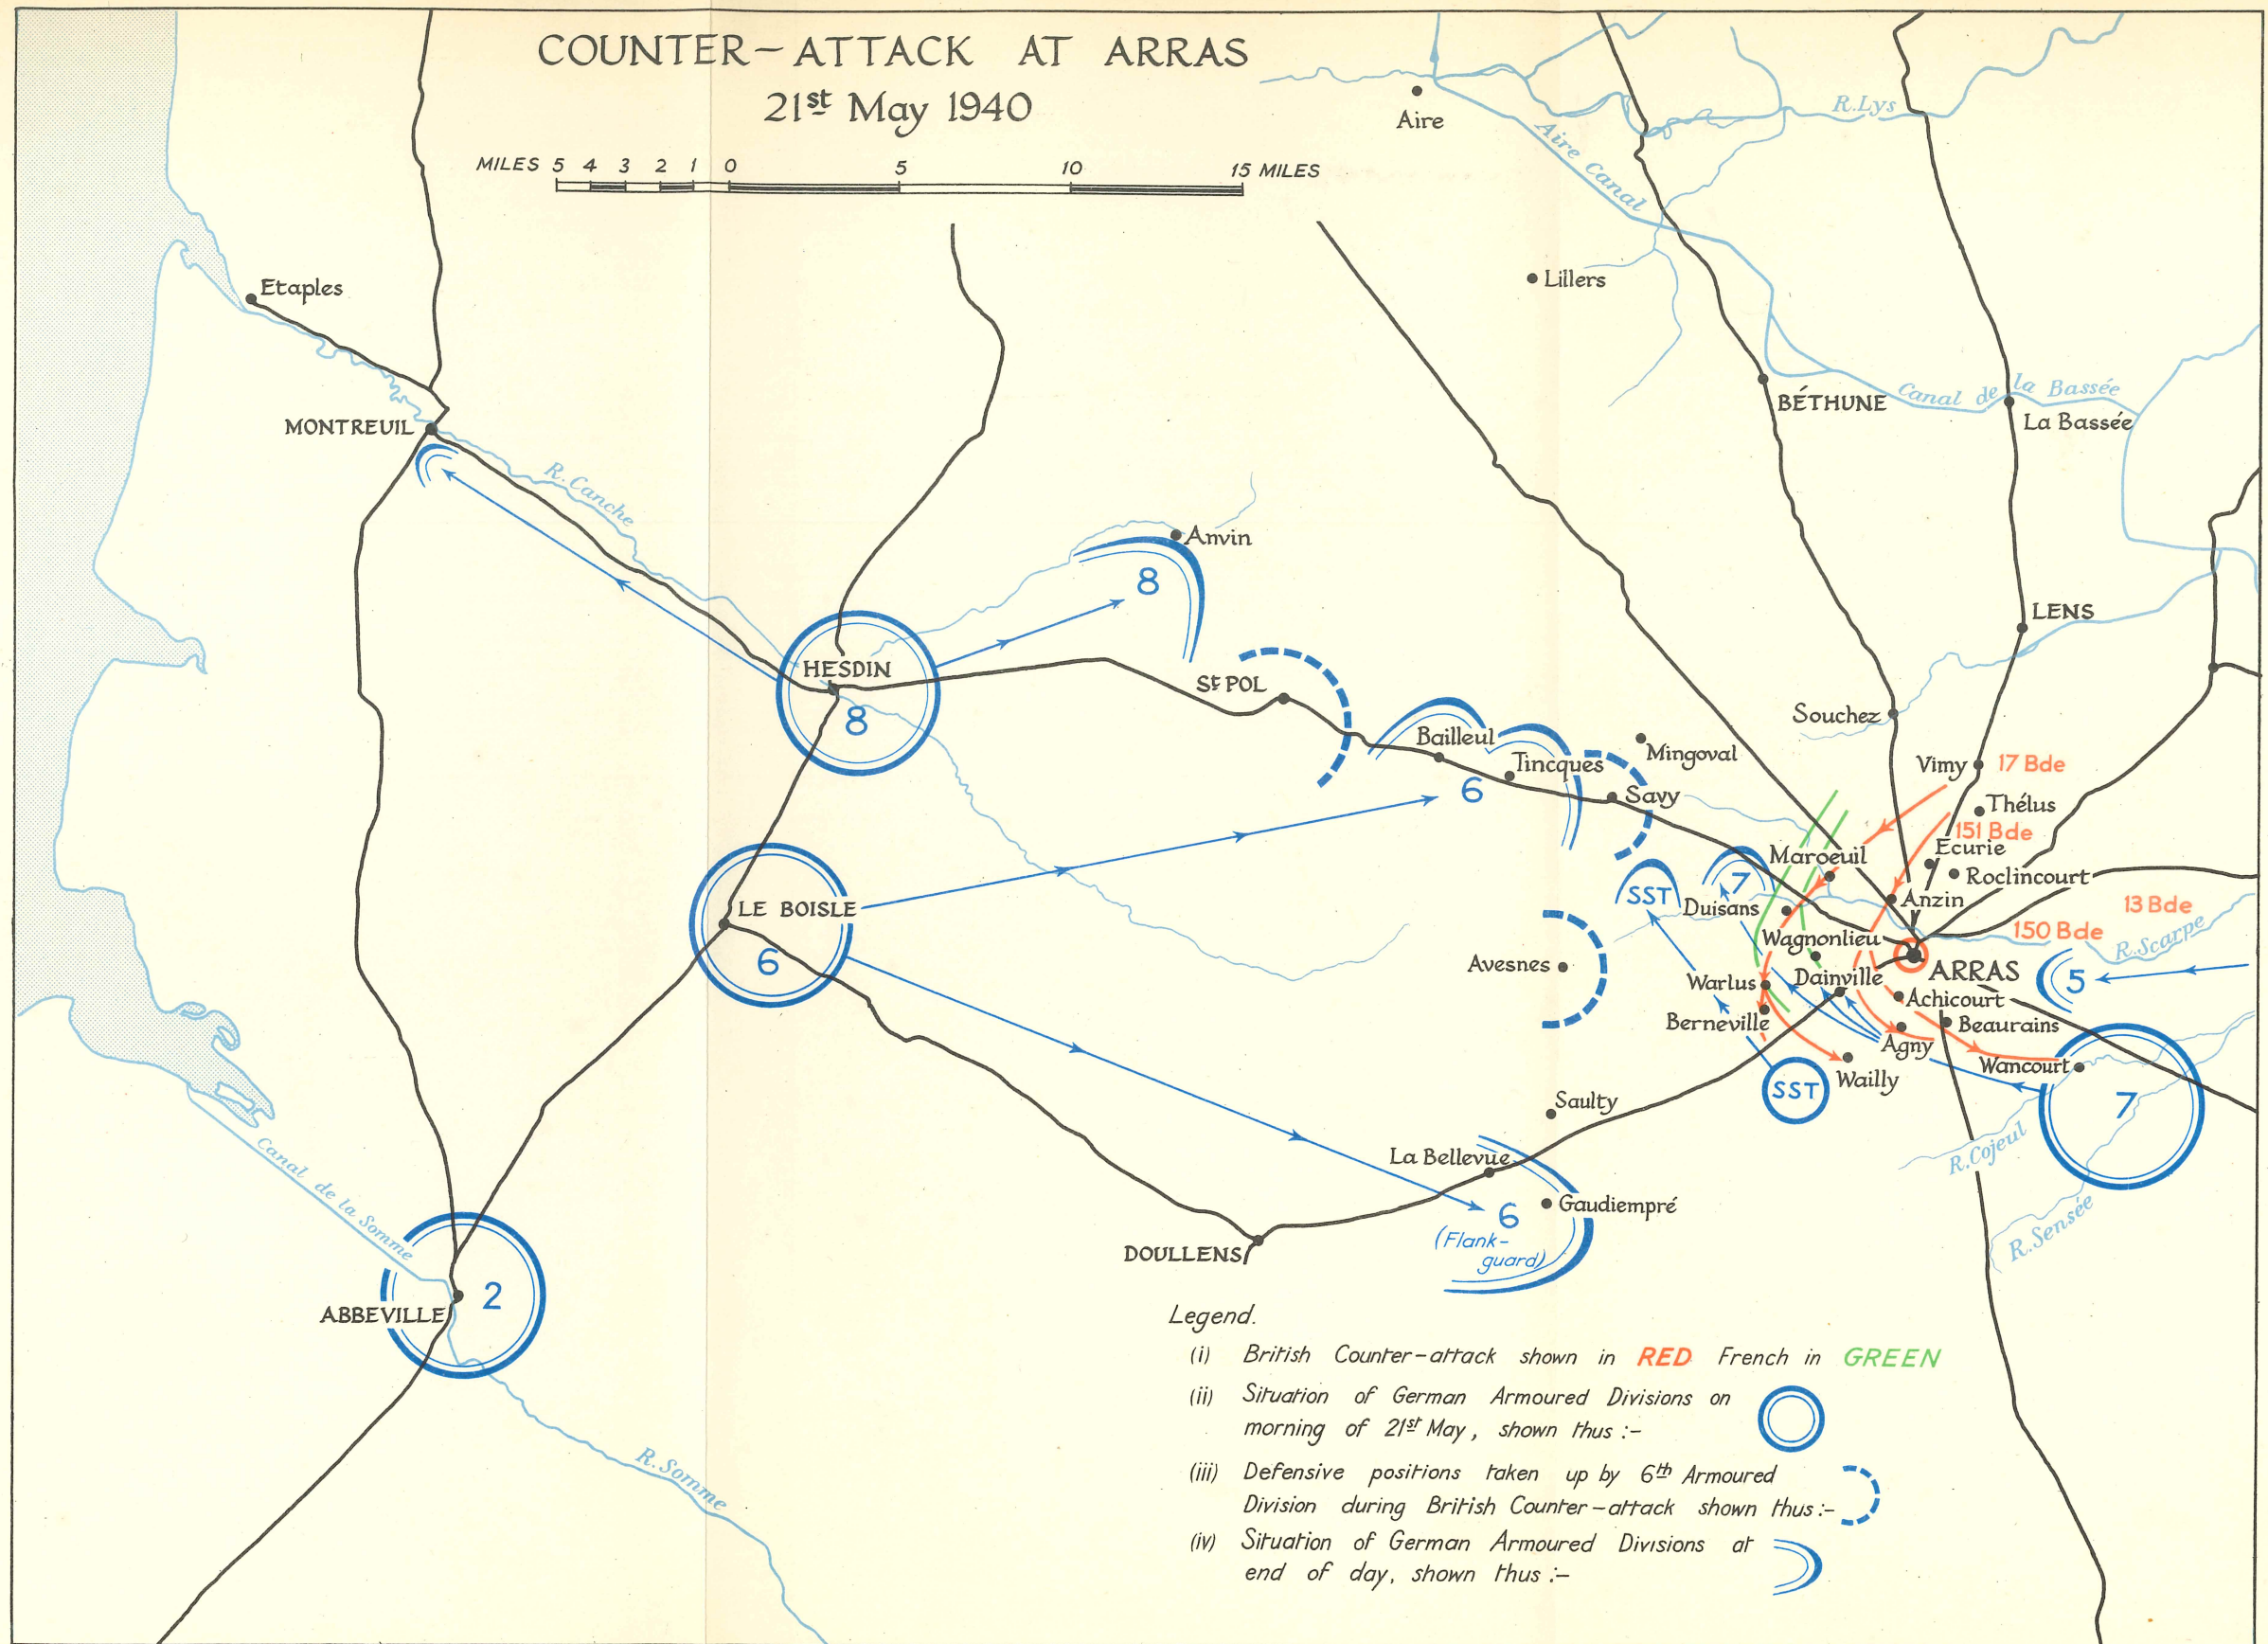 COUNTER-ATTACK AT ARRAS
21st May 1940
MILES 5 4 3 2 1 0 5 10 15 MILES
Aire
Aire Canal
R.Lys
Etaples
Lillers
MONTREUIL
BÉTHUNE
Canal de la Bassée
La Bassée
R.Canche
Anvin
8
LENS
HESDIN
8
St POL
Souchez
Bailleul
Tincques
Mingoval
6
Savy
Vimy
17 Bde
Thélus
151 Bde
Ecurie
Maroeuil
Roclincourt
7
SST
Duisans
Anzin
13 Bde
150 Bde
R.Scarpe
LE BOISLE
6
Wagnonlieu
Avesnes
Warlus
Dainville
ARRAS
5
Achicourt
Berneville
Beaurains
Agny
Wancourt
Wailly
SST
7
Saulty
R.Cojeul
La Bellevue
Gaudiempré
6
(Flank-
guard)
R.Sensée
DOULLENS
Canal de la Somme
2
ABBEVILLE
R.Somme
Legend.
(i) British Counter-attack shown in RED French in GREEN
(ii) Situation of German Armoured Divisions on
morning of 21st May, shown thus :-
(iii) Defensive positions taken up by 6th Armoured
Division during British Counter-attack shown thus:-
(iv) Situation of German Armoured Divisions at
end of day, shown thus :-